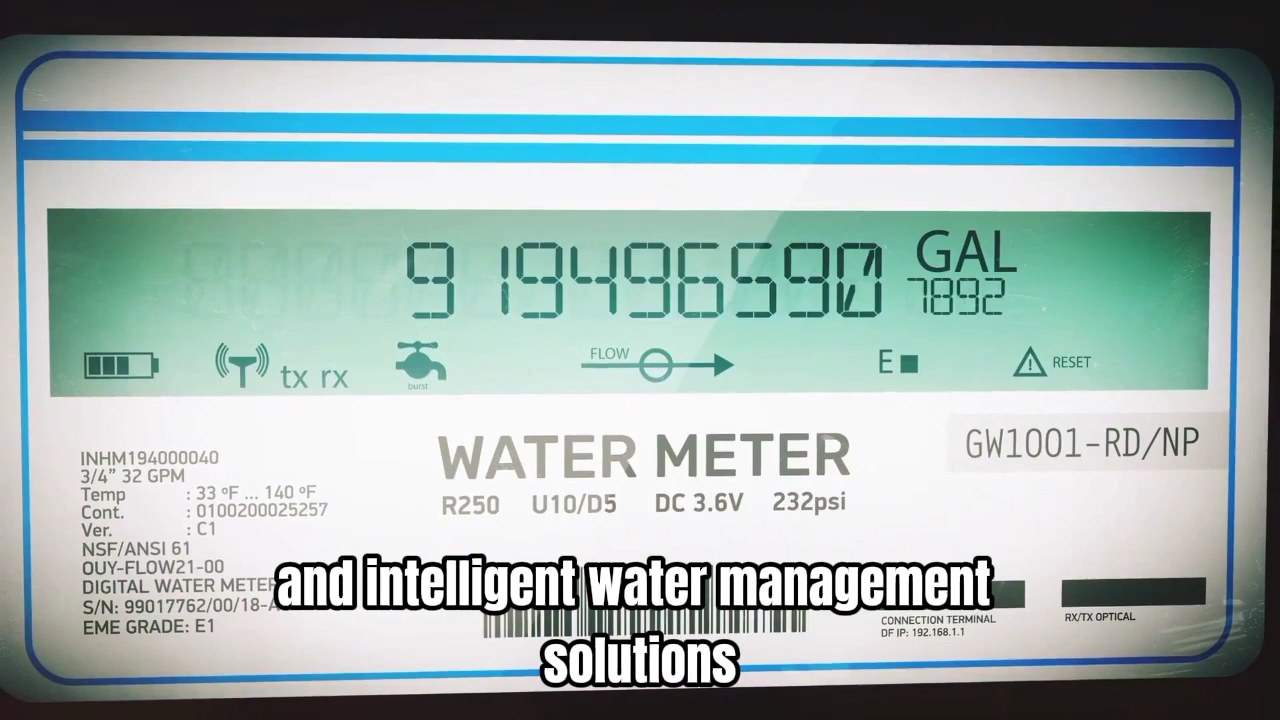 919496590 GAL
7892
tx rx
burst
FLOW
E
RESET
INHM194000040
3/4” 32 GPM
Temp : 33 ºF ... 140 ºF
Cont. : 0100200025257
Ver. : C1
NSF/ANSI 61
OUY-FLOW21-00
DIGITAL WATER METER
S/N: 99017762/00/18-A
EME GRADE: E1
WATER METER
R250 U10/D5 DC 3.6V 232psi
GW1001-RD/NP
CONNECTION TERMINAL
DF IP: 192.168.1.1
RX/TX OPTICAL
and intelligent water management
solutions